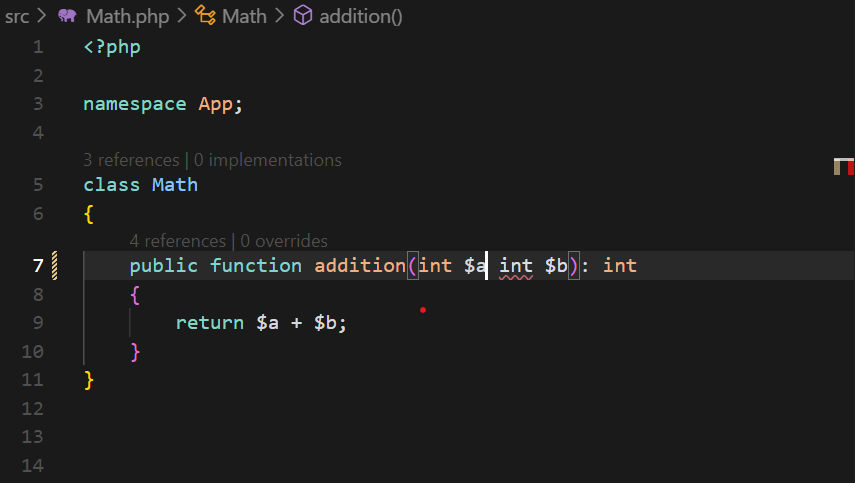 src > Math.php > Math > addition()
1 <?php
2
3 namespace App;
4
3 references | 0 implementations
5 class Math
6 {
4 references | 0 overrides
7 public function addition(int $a int $b): int
8 {
9 return $a + $b;
10 }
11 }
12
13
14